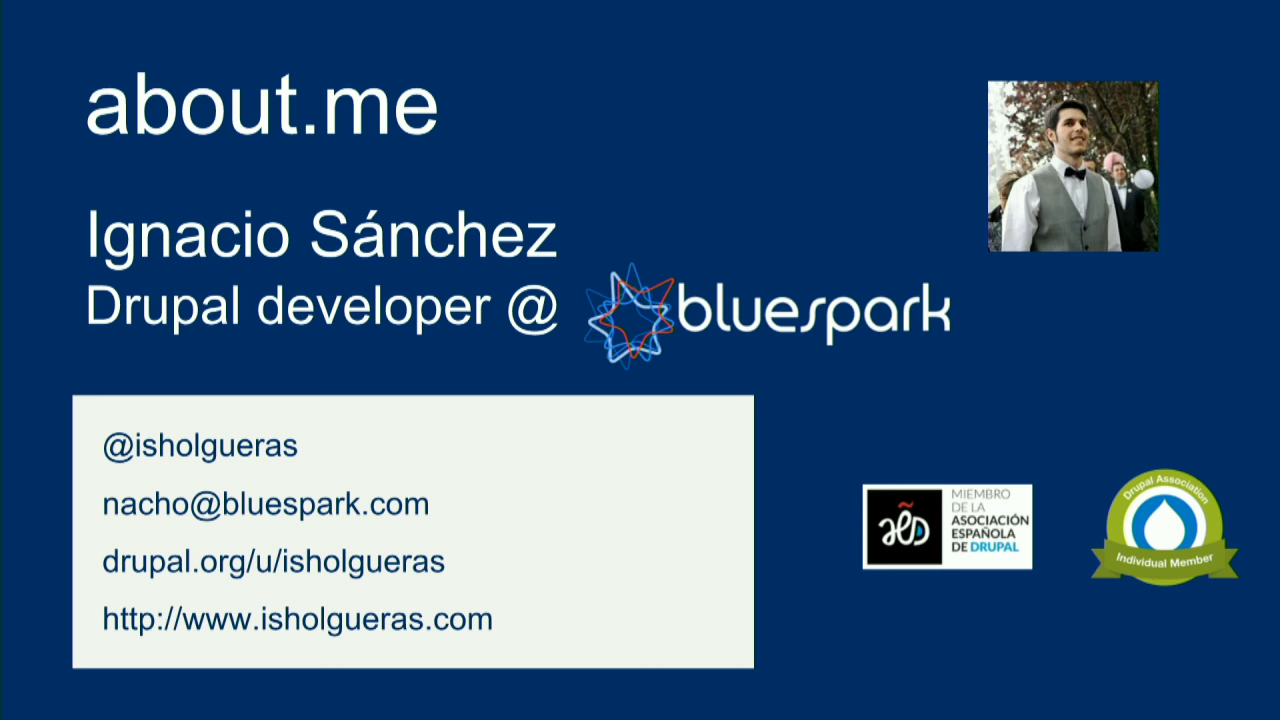 about.me
Ignacio Sánchez
Drupal developer @ bluespark
@isholgueras
nacho@bluespark.com
drupal.org/u/isholgueras
http://www.isholgueras.com
aẽD
MIEMBRO
DE LA
ASOCIACIÓN
ESPAÑOLA
DE DRUPAL
Drupal Association
Individual Member